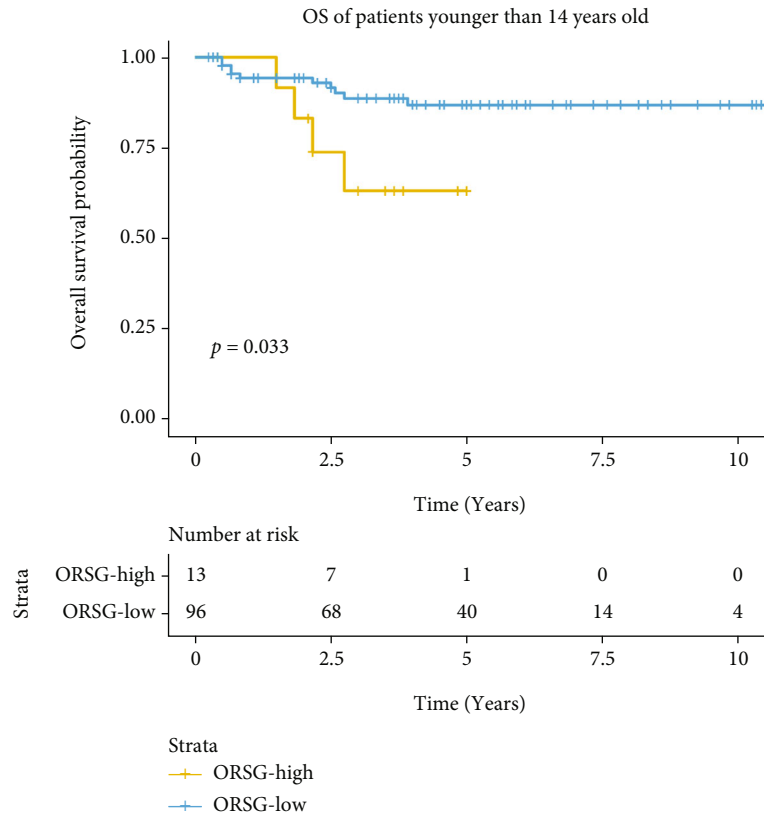 OS of patients younger than 14 years old
1.00
0.75
0.50
0.25
0.00
Overall survival probability
p = 0.033
0 2.5 5 7.5 10
Time (Years)
Number at risk
Strata
ORSG-high 13 7 1 0 0
ORSG-low 96 68 40 14 4
0 2.5 5 7.5 10
Time (Years)
Strata
ORSG-high
ORSG-low